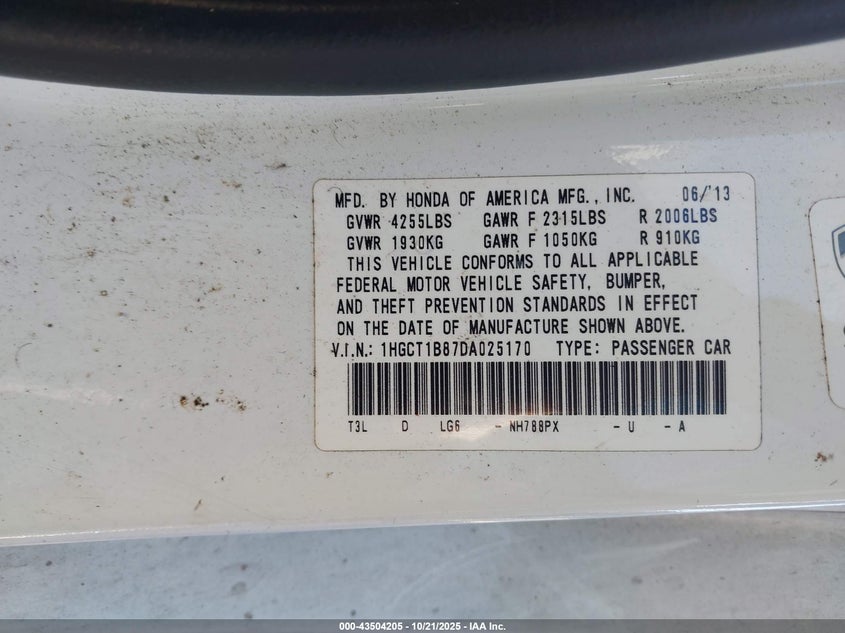 MFD. BY HONDA OF AMERICA MFG., INC. 06/'13
GVWR 4255LBS GAWR F 2315LBS R 2006LBS
GVWR 1930KG GAWR F 1050KG R 910KG
THIS VEHICLE CONFORMS TO ALL APPLICABLE
FEDERAL MOTOR VEHICLE SAFETY, BUMPER,
AND THEFT PREVENTION STANDARDS IN EFFECT
ON THE DATE OF MANUFACTURE SHOWN ABOVE.
V.I.N.: 1HGCT1B87DA025170 TYPE: PASSENGER CAR
T3L D LG6 - NH788PX - U - A
000-43504205 - 10/21/2025 - IAA Inc.